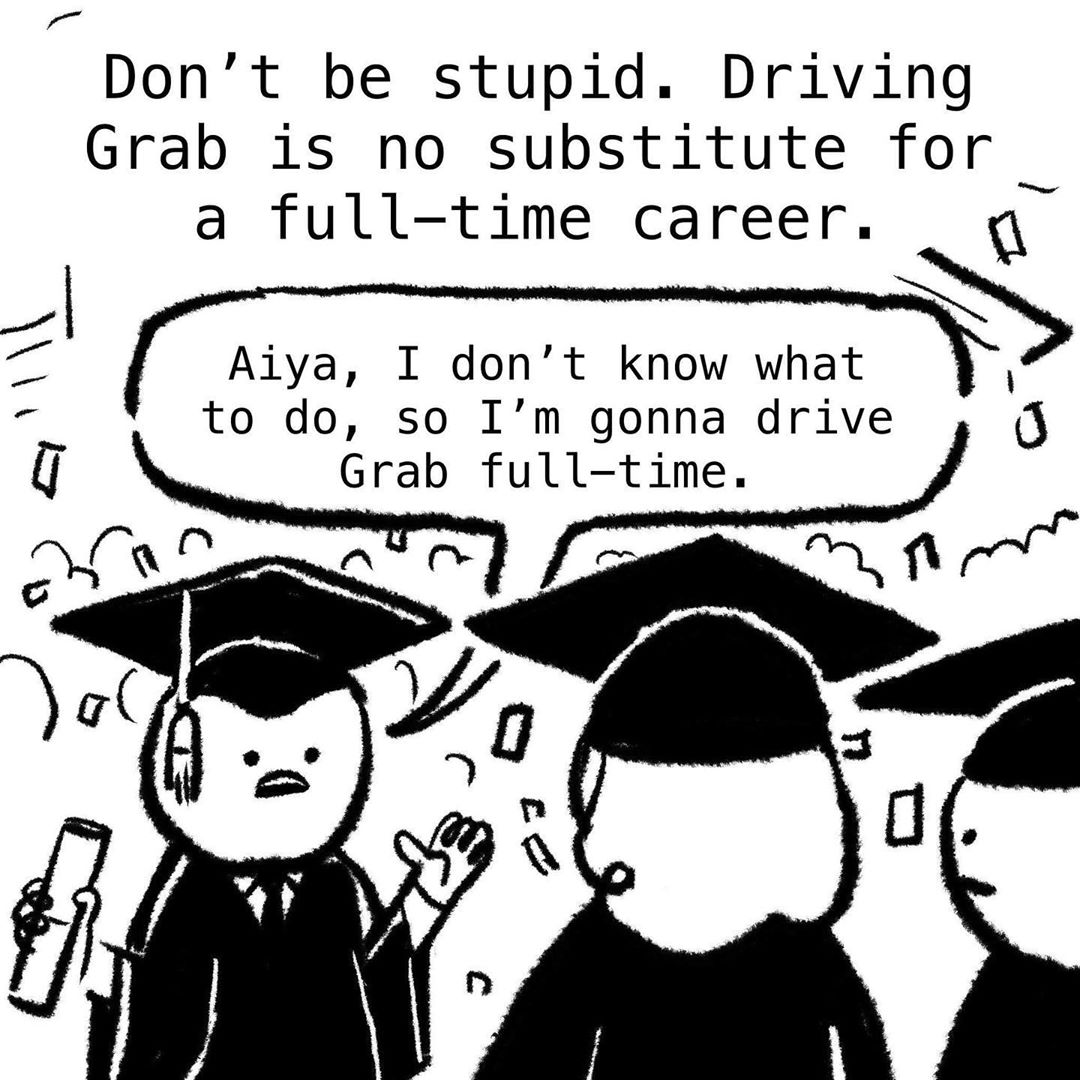 Don’t be stupid. Driving
Grab is no substitute for
a full–time career.
Aiya, I don’t know what
to do, so I’m gonna drive
Grab full–time.